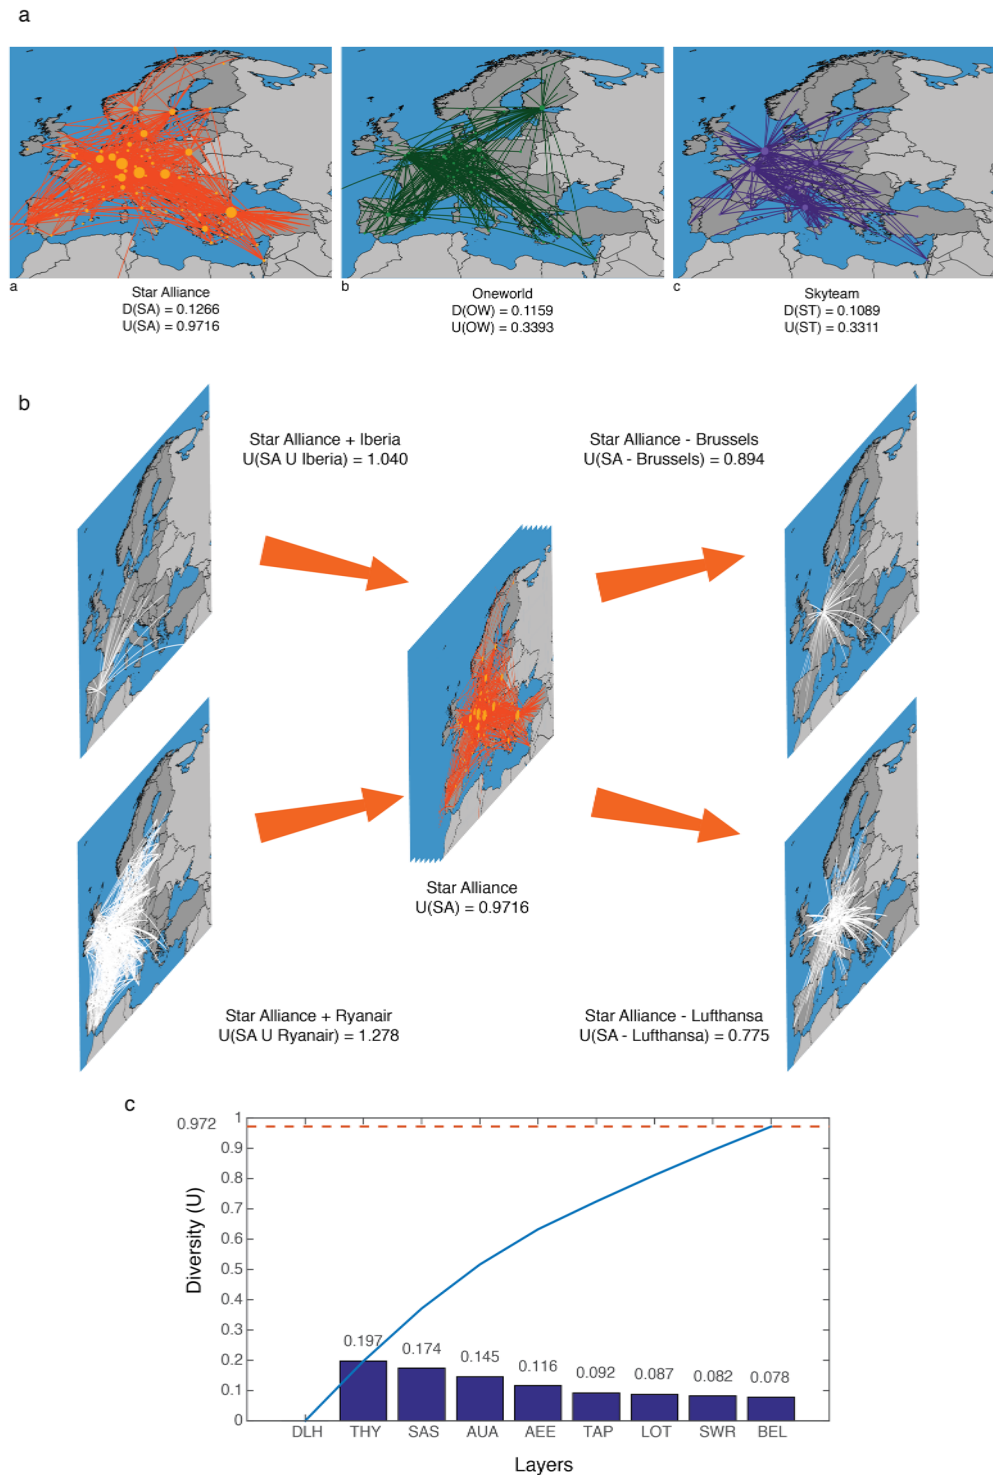 a
a
Star Alliance
D(SA) = 0.1266
U(SA) = 0.9716
b
Oneworld
D(OW) = 0.1159
U(OW) = 0.3393
c
Skyteam
D(ST) = 0.1089
U(ST) = 0.3311
b
Star Alliance + Iberia
U(SA U Iberia) = 1.040
Star Alliance - Brussels
U(SA - Brussels) = 0.894
Star Alliance
U(SA) = 0.9716
Star Alliance + Ryanair
U(SA U Ryanair) = 1.278
Star Alliance - Lufthansa
U(SA - Lufthansa) = 0.775
c
Diversity (U)
1
0.972
0.9
0.8
0.7
0.6
0.5
0.4
0.3
0.2
0.1
0
0.197
0.174
0.145
0.116
0.092
0.087
0.082
0.078
DLH THY SAS AUA AEE TAP LOT SWR BEL
Layers